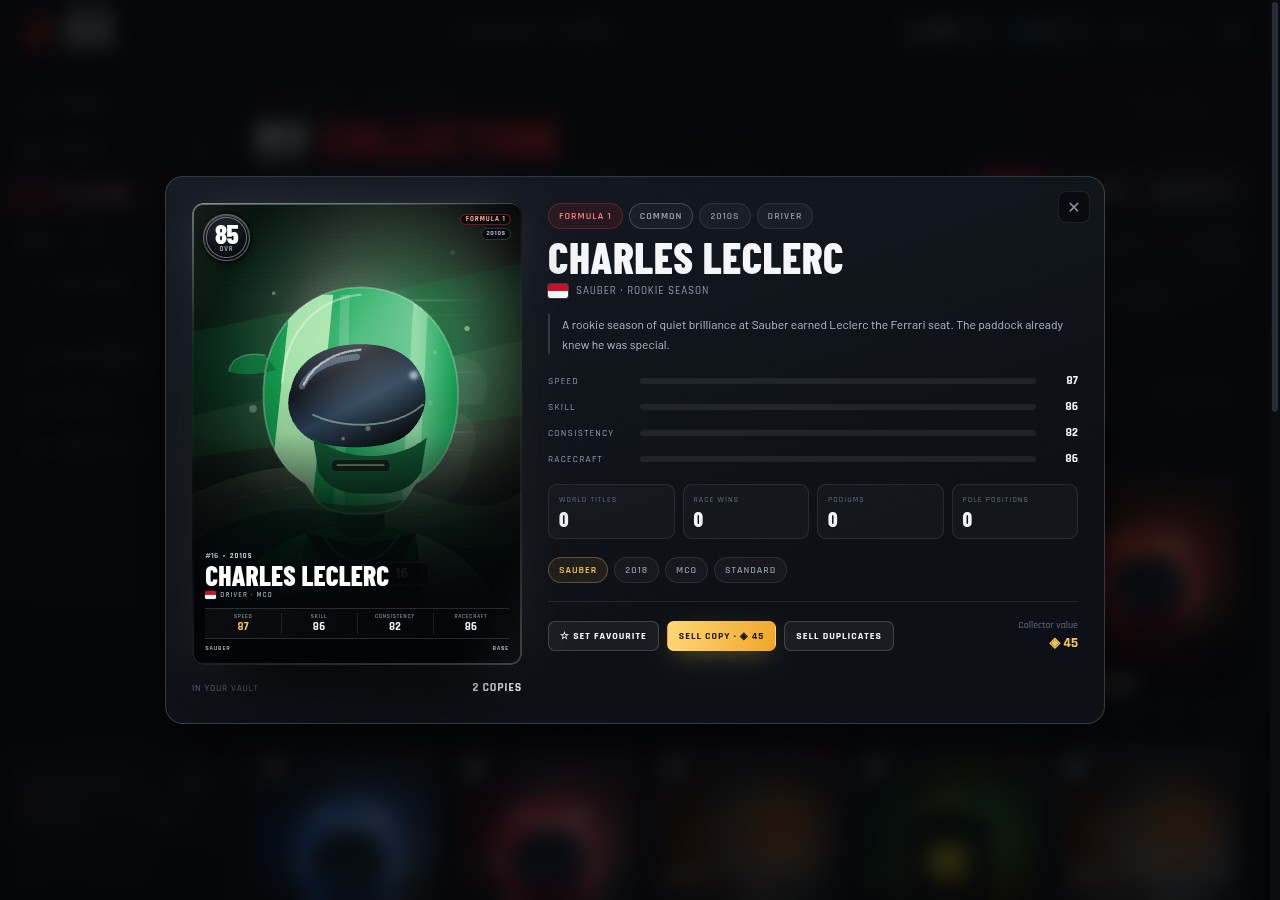 85
OVR
FORMULA 1
2010S
#16 • 2010S
CHARLES LECLERC
16
DRIVER · MCO
SPEED SKILL CONSISTENCY RACECRAFT
87 86 82 86
SAUBER BASE
IN YOUR VAULT 2 COPIES
FORMULA 1 COMMON 2010S DRIVER
✕
CHARLES LECLERC
SAUBER · ROOKIE SEASON
A rookie season of quiet brilliance at Sauber earned Leclerc the Ferrari seat. The paddock already
knew he was special.
SPEED 87
SKILL 86
CONSISTENCY 82
RACECRAFT 86
WORLD TITLES RACE WINS PODIUMS POLE POSITIONS
0 0 0 0
SAUBER 2018 MCO STANDARD
☆ SET FAVOURITE SELL COPY · ◈ 45 SELL DUPLICATES
Collector value
◈ 45